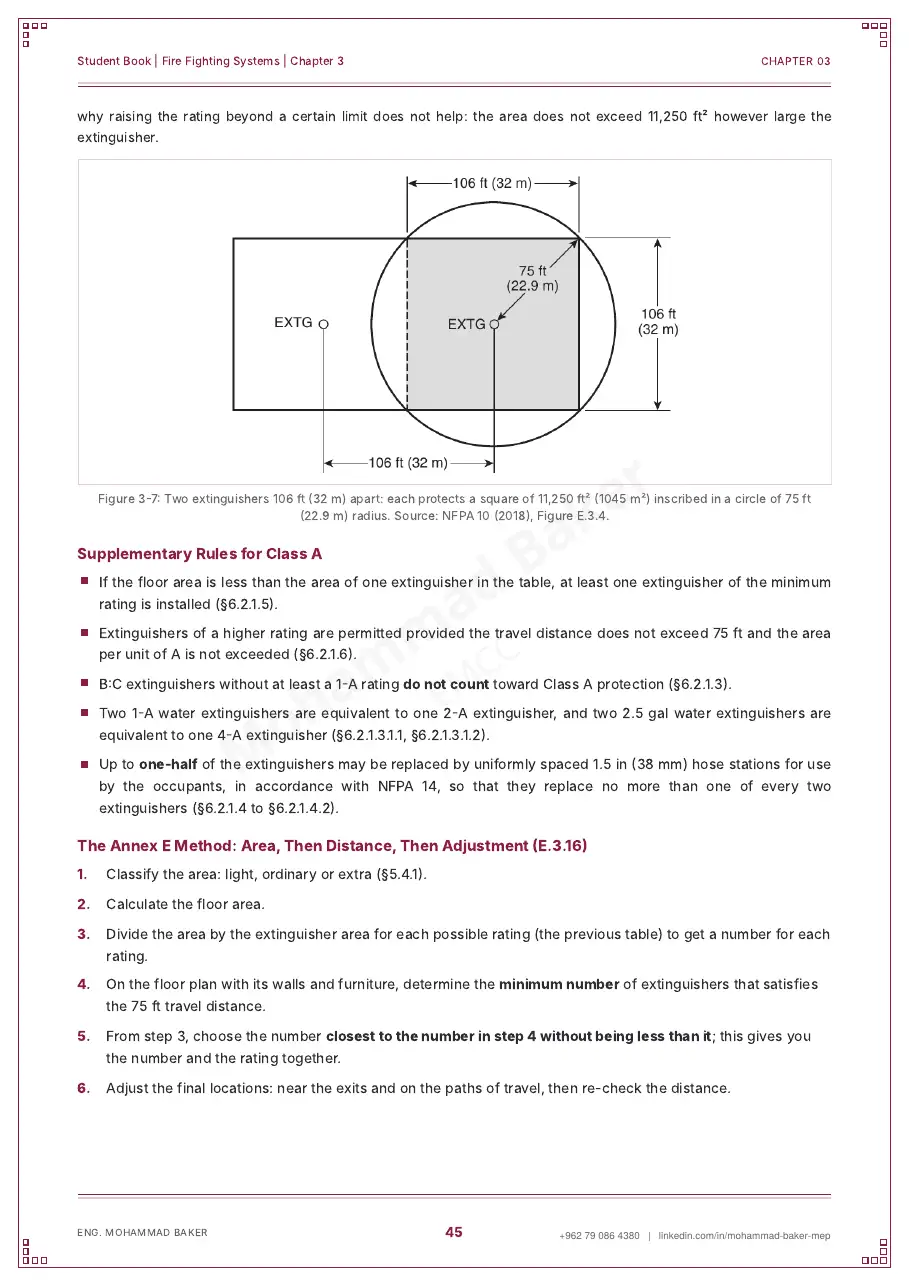 Student Book | Fire Fighting Systems | Chapter 3
CHAPTER 03
why raising the rating beyond a certain limit does not help: the area does not exceed 11,250 ft² however large the
extinguisher.
106 ft (32 m)
75 ft
(22.9 m)
EXTG
EXTG
106 ft
(32 m)
106 ft (32 m)
Figure 3-7: Two extinguishers 106 ft (32 m) apart: each protects a square of 11,250 ft² (1045 m²) inscribed in a circle of 75 ft
(22.9 m) radius. Source: NFPA 10 (2018), Figure E.3.4.
Supplementary Rules for Class A
■ If the floor area is less than the area of one extinguisher in the table, at least one extinguisher of the minimum
rating is installed (§6.2.1.5).
■ Extinguishers of a higher rating are permitted provided the travel distance does not exceed 75 ft and the area
per unit of A is not exceeded (§6.2.1.6).
■ B:C extinguishers without at least a 1-A rating do not count toward Class A protection (§6.2.1.3).
■ Two 1-A water extinguishers are equivalent to one 2-A extinguisher, and two 2.5 gal water extinguishers are
equivalent to one 4-A extinguisher (§6.2.1.3.1.1, §6.2.1.3.1.2).
■ Up to one-half of the extinguishers may be replaced by uniformly spaced 1.5 in (38 mm) hose stations for use
by the occupants, in accordance with NFPA 14, so that they replace no more than one of every two
extinguishers (§6.2.1.4 to §6.2.1.4.2).
The Annex E Method: Area, Then Distance, Then Adjustment (E.3.16)
1. Classify the area: light, ordinary or extra (§5.4.1).
2. Calculate the floor area.
3. Divide the area by the extinguisher area for each possible rating (the previous table) to get a number for each
rating.
4. On the floor plan with its walls and furniture, determine the minimum number of extinguishers that satisfies
the 75 ft travel distance.
5. From step 3, choose the number closest to the number in step 4 without being less than it; this gives you
the number and the rating together.
6. Adjust the final locations: near the exits and on the paths of travel, then re-check the distance.
ENG. MOHAMMAD BAKER
45
+962 79 086 4380 | linkedin.com/in/mohammad-baker-mep